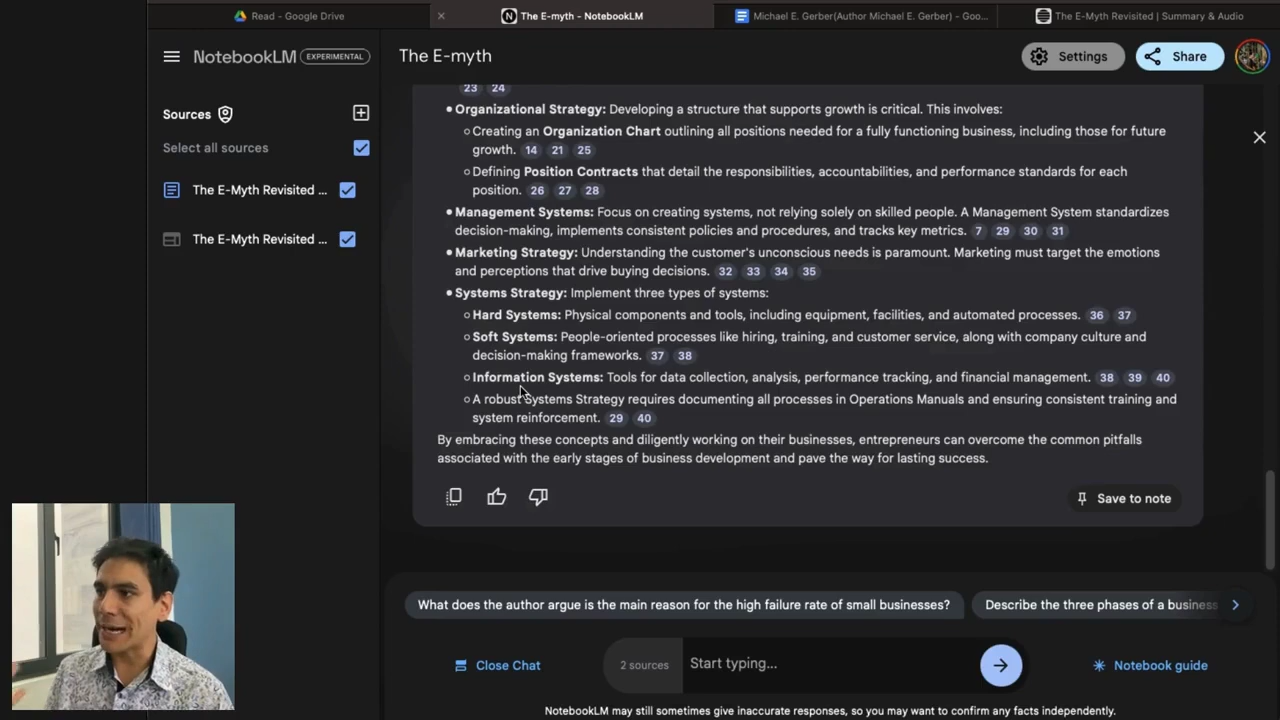 Read - Google Drive
The E-myth - NotebookLM
Michael E. Gerber(Author Michael E. Gerber) - Goo...
The E-Myth Revisited | Summary & Audio
NotebookLM EXPERIMENTAL
The E-myth
Settings
Share
Sources
Select all sources
The E-Myth Revisited ...
The E-Myth Revisited ...
23 24
• Organizational Strategy: Developing a structure that supports growth is critical. This involves:
○ Creating an Organization Chart outlining all positions needed for a fully functioning business, including those for future
growth. 14 21 25
○ Defining Position Contracts that detail the responsibilities, accountabilities, and performance standards for each
position. 26 27 28
• Management Systems: Focus on creating systems, not relying solely on skilled people. A Management System standardizes
decision-making, implements consistent policies and procedures, and tracks key metrics. 7 29 30 31
• Marketing Strategy: Understanding the customer's unconscious needs is paramount. Marketing must target the emotions
and perceptions that drive buying decisions. 32 33 34 35
• Systems Strategy: Implement three types of systems:
○ Hard Systems: Physical components and tools, including equipment, facilities, and automated processes. 36 37
○ Soft Systems: People-oriented processes like hiring, training, and customer service, along with company culture and
decision-making frameworks. 37 38
○ Information Systems: Tools for data collection, analysis, performance tracking, and financial management. 38 39 40
○ A robust Systems Strategy requires documenting all processes in Operations Manuals and ensuring consistent training and
system reinforcement. 29 40
By embracing these concepts and diligently working on their businesses, entrepreneurs can overcome the common pitfalls
associated with the early stages of business development and pave the way for lasting success.
Save to note
What does the author argue is the main reason for the high failure rate of small businesses?
Describe the three phases of a business
Close Chat
2 sources
Start typing...
Notebook guide
NotebookLM may still sometimes give inaccurate responses, so you may want to confirm any facts independently.